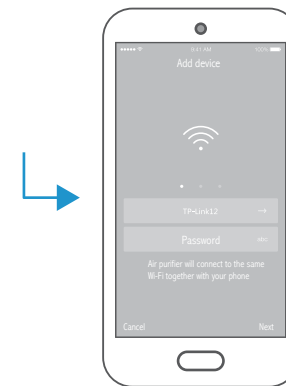 9:41 AM 100%
Add device
TP-Link12
Password
Air purifier will connect to the same
Wi-Fi together with your phone
Cancel Next